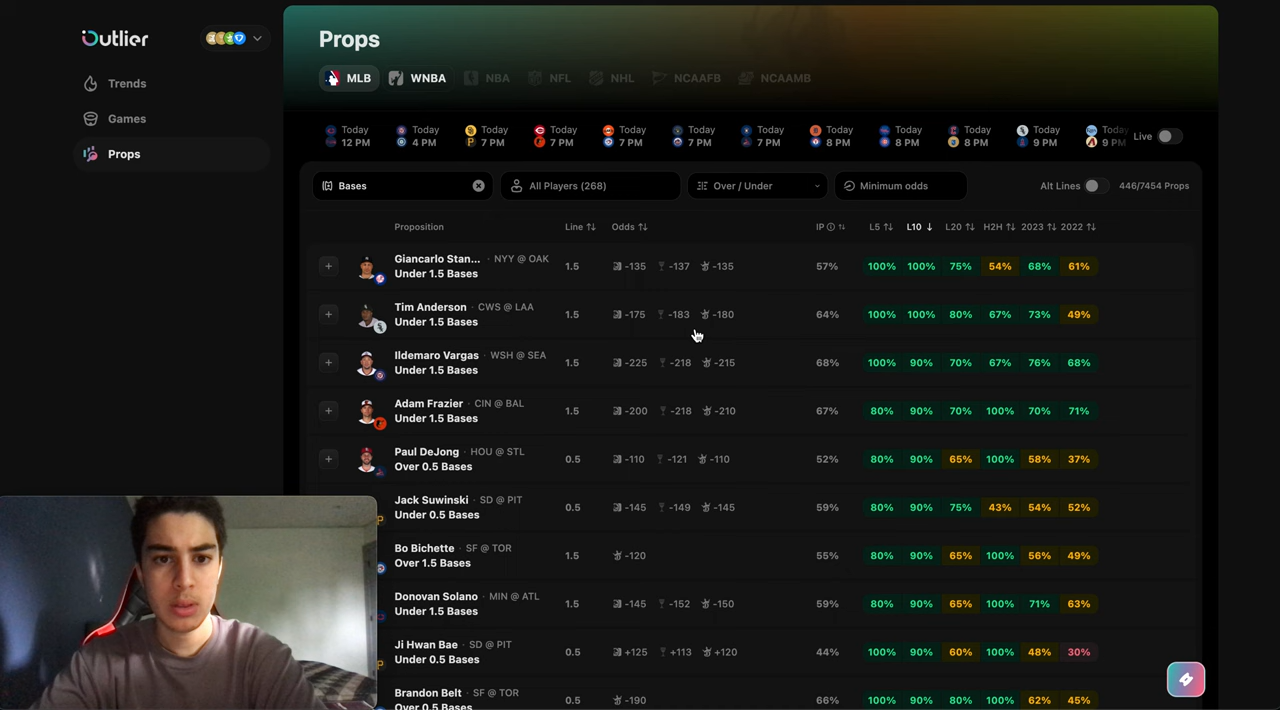 Outlier
Trends
Games
Props
Props
MLB WNBA NBA NFL NHL NCAAFB NCAAMB
Today 12 PM
Today 4 PM
Today 7 PM
Today 7 PM
Today 7 PM
Today 7 PM
Today 7 PM
Today 8 PM
Today 8 PM
Today 8 PM
Today 9 PM
Today 9 PM
Live
Bases All Players (268) Over / Under Minimum odds Alt Lines 446/7454 Props
Proposition Line Odds IP L5 L10 L20 H2H 2023 2022
Giancarlo Stan... · NYY @ OAK
Under 1.5 Bases 1.5 -135 -137 -135 57% 100% 100% 75% 54% 68% 61%
Tim Anderson · CWS @ LAA
Under 1.5 Bases 1.5 -175 -183 -180 64% 100% 100% 80% 67% 73% 49%
Ildemaro Vargas · WSH @ SEA
Under 1.5 Bases 1.5 -225 -218 -215 68% 100% 90% 70% 67% 76% 68%
Adam Frazier · CIN @ BAL
Under 1.5 Bases 1.5 -200 -218 -210 67% 80% 90% 70% 100% 70% 71%
Paul DeJong · HOU @ STL
Over 0.5 Bases 0.5 -110 -121 -110 52% 80% 90% 65% 100% 58% 37%
Jack Suwinski · SD @ PIT
Under 0.5 Bases 0.5 -145 -149 -145 59% 80% 90% 75% 43% 54% 52%
Bo Bichette · SF @ TOR
Over 1.5 Bases 1.5 -120 55% 80% 90% 65% 100% 56% 49%
Donovan Solano · MIN @ ATL
Under 1.5 Bases 1.5 -145 -152 -150 59% 80% 90% 65% 100% 71% 63%
Ji Hwan Bae · SD @ PIT
Under 0.5 Bases 0.5 +125 +113 +120 44% 100% 90% 60% 100% 48% 30%
Brandon Belt · SF @ TOR
Over 0.5 Bases 0.5 -190 66% 100% 90% 80% 100% 62% 45%